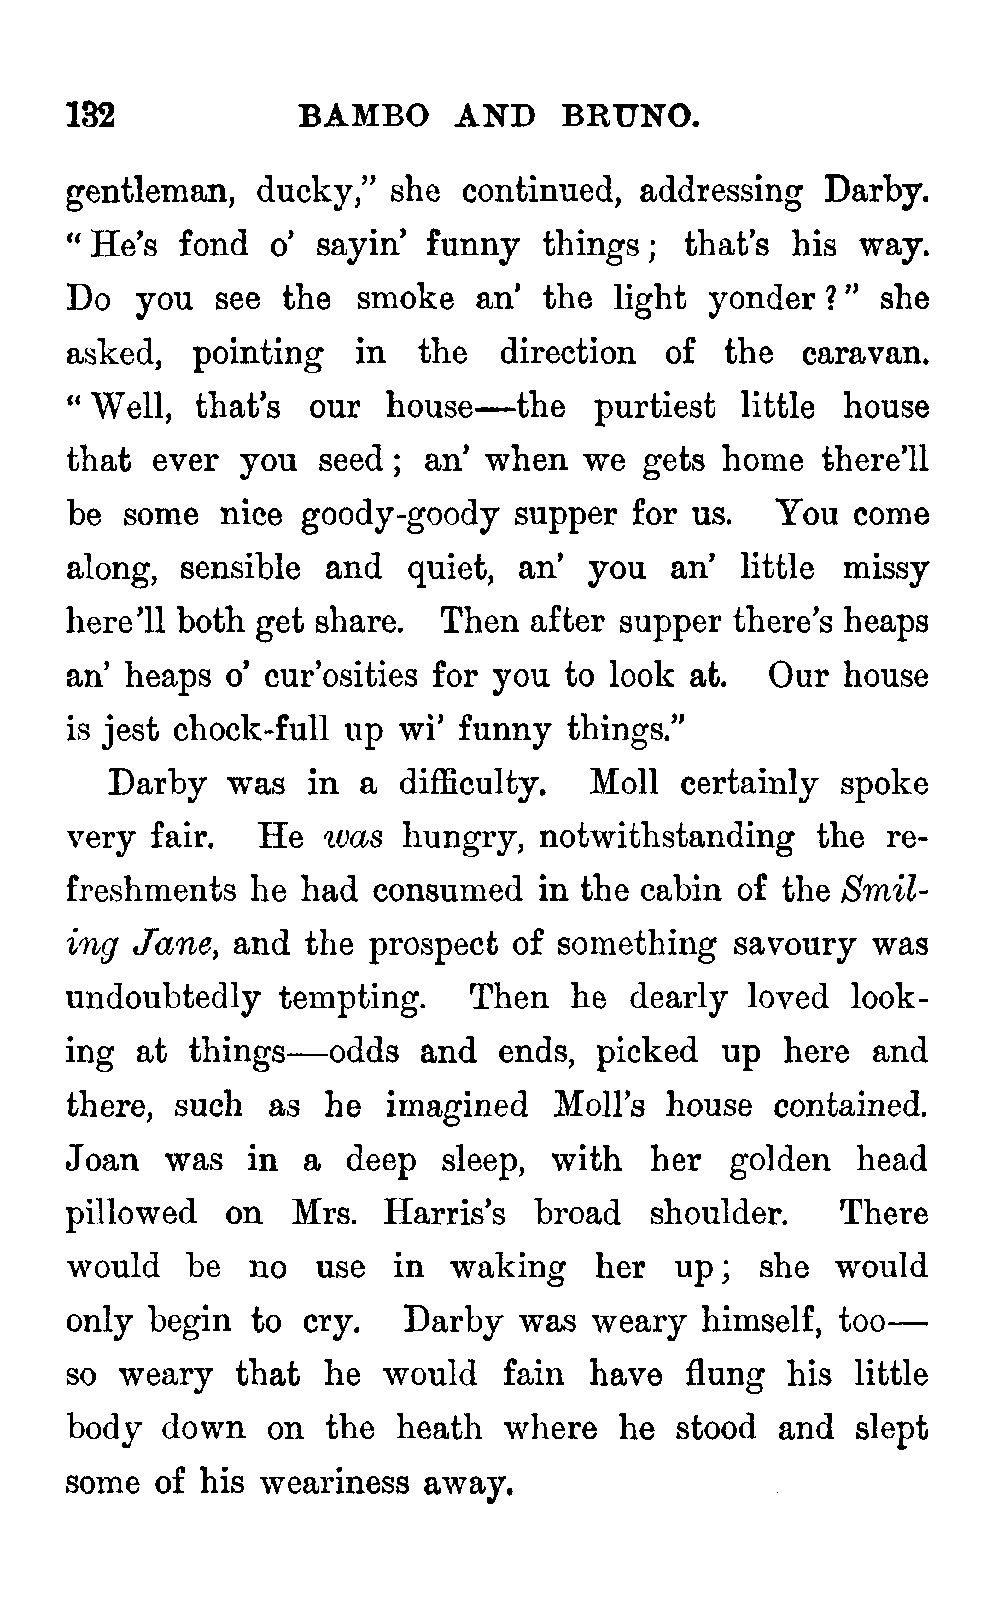 132 BAMBO AND BRUNO.
gentleman, ducky,” she continued, addressing Darby.
“He’s fond o’ sayin’ funny things; that’s his way.
Do you see the smoke an’ the light yonder?” she
asked, pointing in the direction of the caravan.
“Well, that’s our house—the purtiest little house
that ever you seed; an’ when we gets home there’ll
be some nice goody-goody supper for us. You come
along, sensible and quiet, an’ you an’ little missy
here’ll both get share. Then after supper there’s heaps
an’ heaps o’ cur’osities for you to look at. Our house
is jest chock-full up wi’ funny things.”
Darby was in a difficulty. Moll certainly spoke
very fair. He was hungry, notwithstanding the re-
freshments he had consumed in the cabin of the Smil-
ing Jane, and the prospect of something savoury was
undoubtedly tempting. Then he dearly loved look-
ing at things—odds and ends, picked up here and
there, such as he imagined Moll’s house contained.
Joan was in a deep sleep, with her golden head
pillowed on Mrs. Harris’s broad shoulder. There
would be no use in waking her up; she would
only begin to cry. Darby was weary himself, too—
so weary that he would fain have flung his little
body down on the heath where he stood and slept
some of his weariness away.